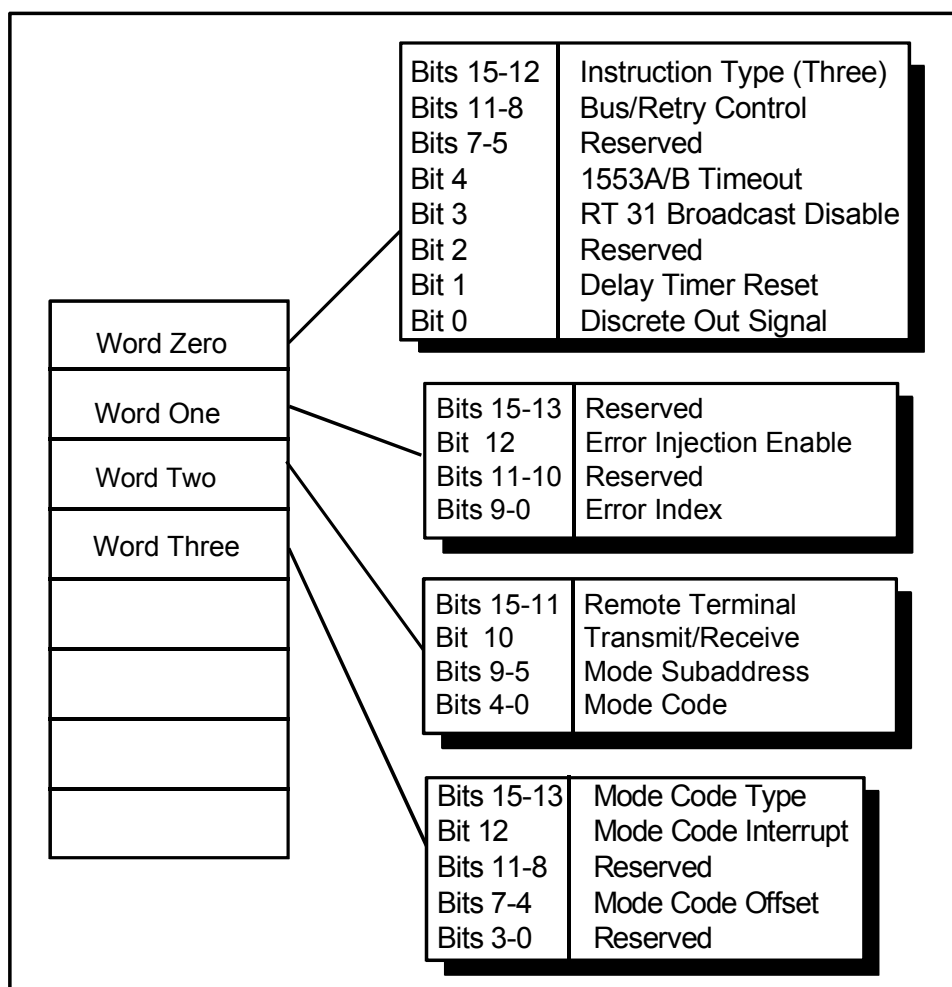 Bits 15-12 Instruction Type (Three)
Bits 11-8 Bus/Retry Control
Bits 7-5 Reserved
Bit 4 1553A/B Timeout
Bit 3 RT 31 Broadcast Disable
Bit 2 Reserved
Bit 1 Delay Timer Reset
Bit 0 Discrete Out Signal
Word Zero
Word One
Word Two
Word Three
Bits 15-13 Reserved
Bit 12 Error Injection Enable
Bits 11-10 Reserved
Bits 9-0 Error Index
Bits 15-11 Remote Terminal
Bit 10 Transmit/Receive
Bits 9-5 Mode Subaddress
Bits 4-0 Mode Code
Bits 15-13 Mode Code Type
Bit 12 Mode Code Interrupt
Bits 11-8 Reserved
Bits 7-4 Mode Code Offset
Bits 3-0 Reserved